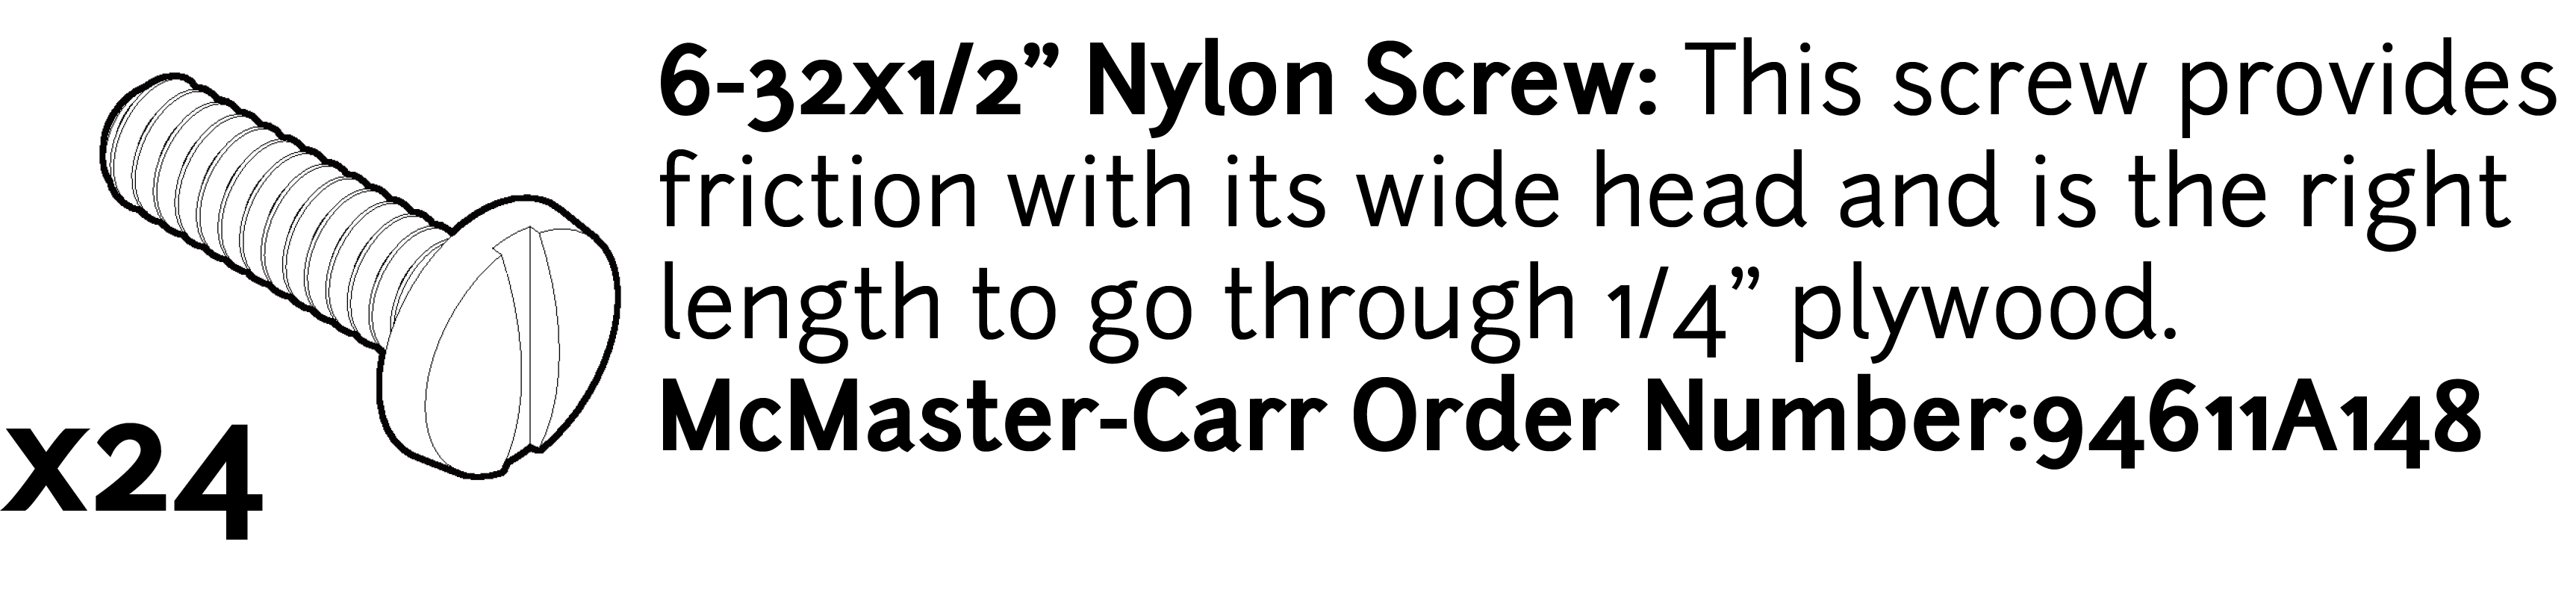 6-32x1/2” Nylon Screw: This screw provides
friction with its wide head and is the right
length to go through 1/4” plywood.
McMaster-Carr Order Number:94611A148
x24